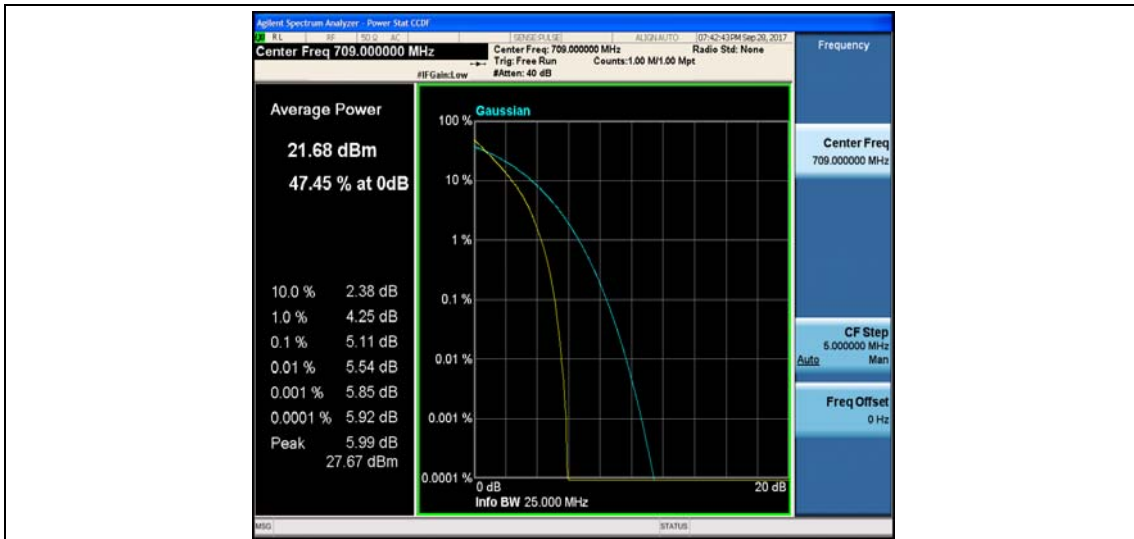 Agilent Spectrum Analyzer - Power Stat CCDF
RL RF 50 Ω AC SENSE:PULSE ALIGN AUTO 07:42:43 PM Sep 28, 2017
Center Freq 709.000000 MHz
Center Freq: 709.000000 MHz Radio Std: None
Trig: Free Run Counts:1.00 M/1.00 Mpt
#IFGain:Low #Atten: 40 dB
Frequency
Average Power
21.68 dBm
47.45 % at 0dB
10.0 % 2.38 dB
1.0 % 4.25 dB
0.1 % 5.11 dB
0.01 % 5.54 dB
0.001 % 5.85 dB
0.0001 % 5.92 dB
Peak 5.99 dB
27.67 dBm
Gaussian
100 %
10 %
1 %
0.1 %
0.01 %
0.001 %
0.0001 %
0 dB 20 dB
Info BW 25.000 MHz
Center Freq
709.000000 MHz
CF Step
5.000000 MHz
Auto Man
Freq Offset
0 Hz
MSG STATUS